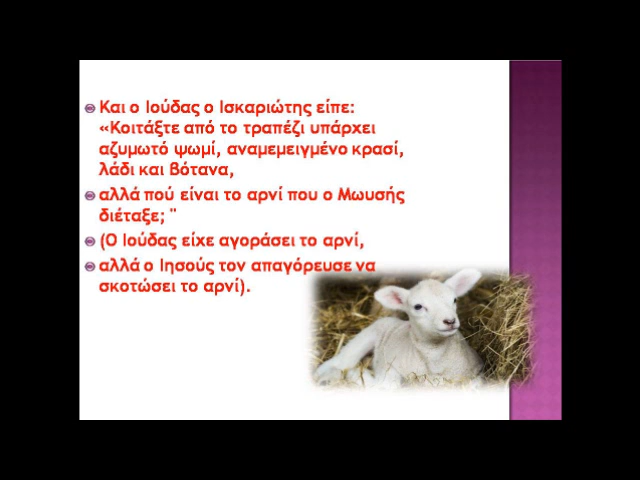 Και ο Ιούδας ο Ισκαριώτης είπε:
«Κοιτάξτε από το τραπέζι υπάρχει
αζυμωτό ψωμί, αναμεμειγμένο κρασί,
λάδι και βότανα,
αλλά πού είναι το αρνί που ο Μωυσής
διέταξε; "
(Ο Ιούδας είχε αγοράσει το αρνί,
αλλά ο Ιησούς τον απαγόρευσε να
σκοτώσει το αρνί).